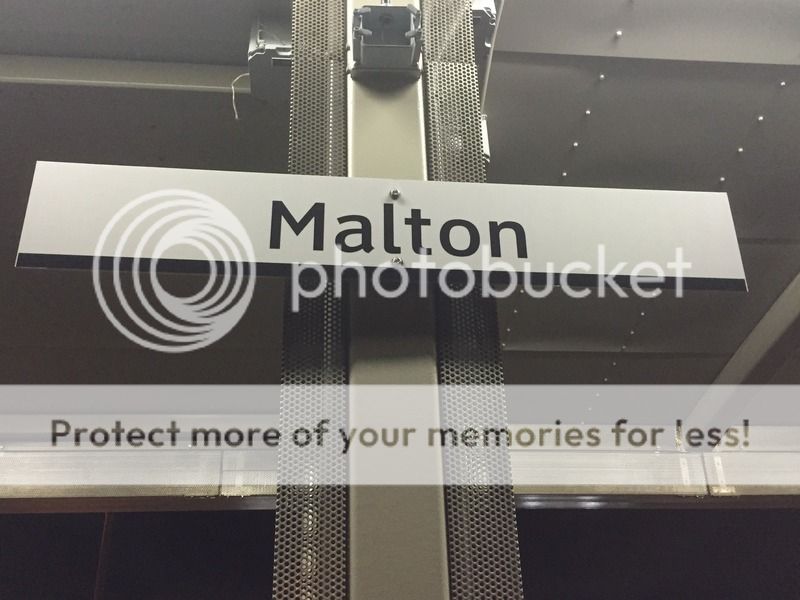 Malton
photobucket
Protect more of your memories for less!